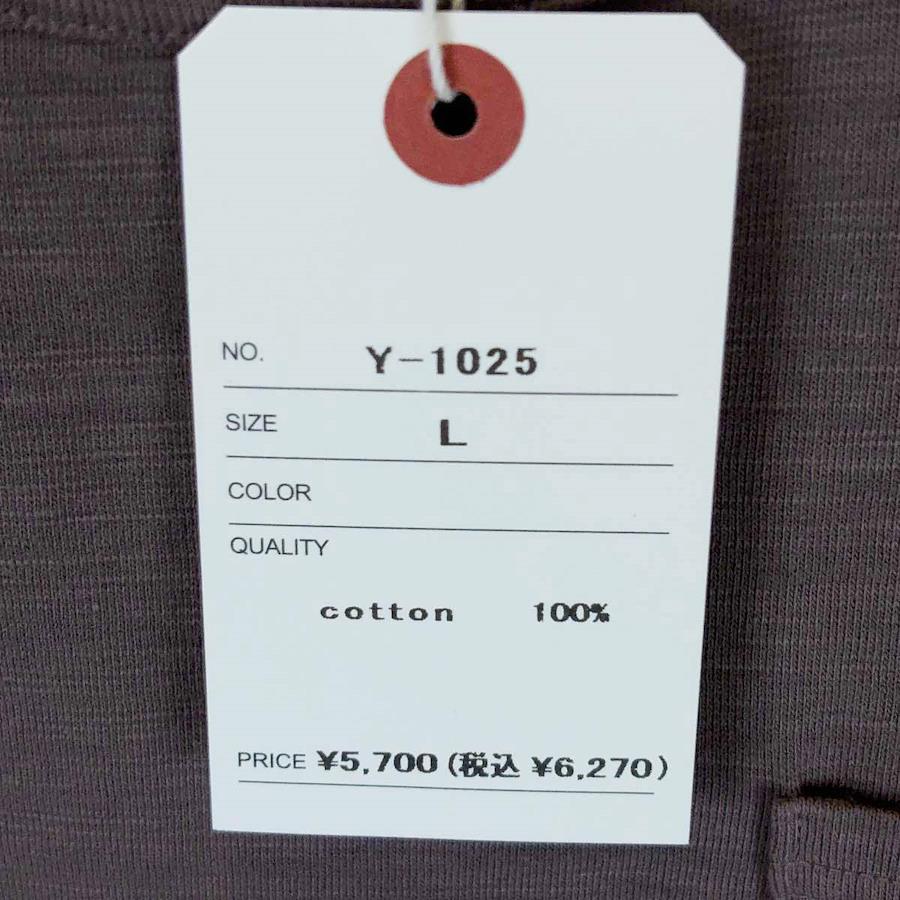 NO. Y-1025
SIZE L
COLOR
QUALITY
cotton 100%
PRICE ¥5,700 (税込 ¥6,270)